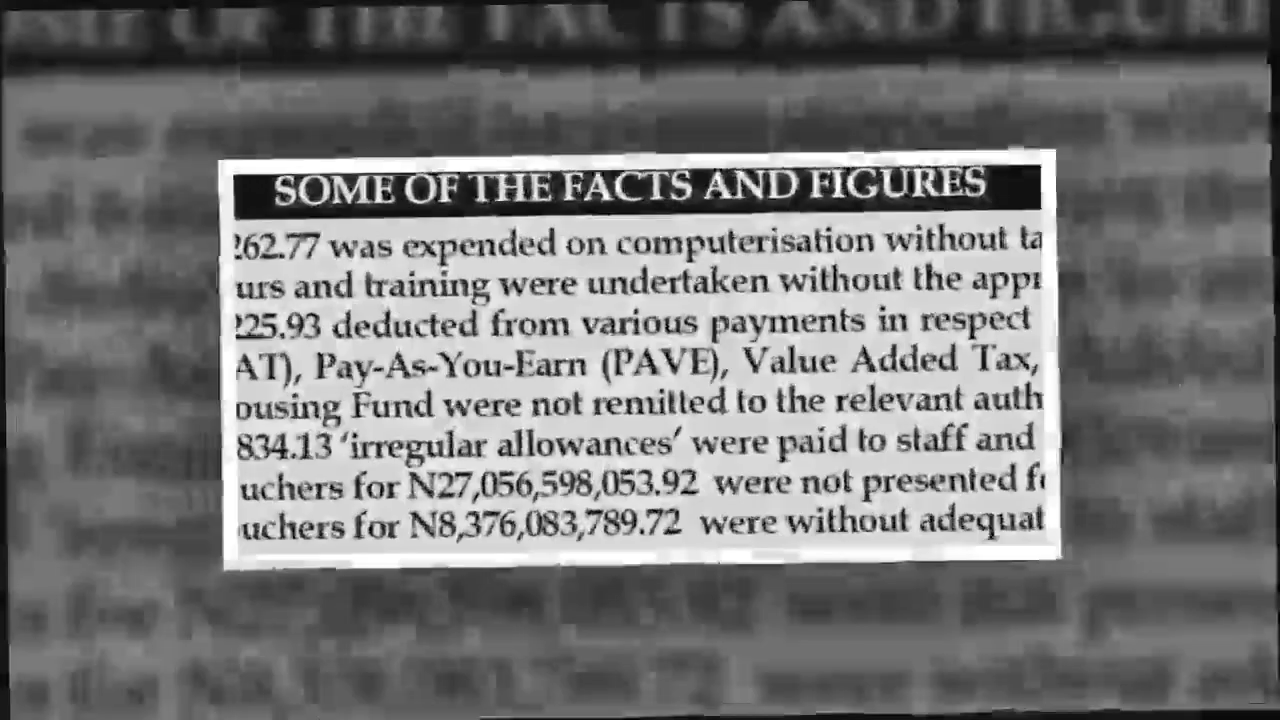 SOME OF THE FACTS AND FIGURES
262.77 was expended on computerisation without ta
urs and training were undertaken without the appr
225.93 deducted from various payments in respect
AT), Pay-As-You-Earn (PAVE), Value Added Tax,
ousing Fund were not remitted to the relevant auth
834.13 ‘irregular allowances’ were paid to staff and
uchers for N27,056,598,053.92 were not presented f
uchers for N8,376,083,789.72 were without adequat